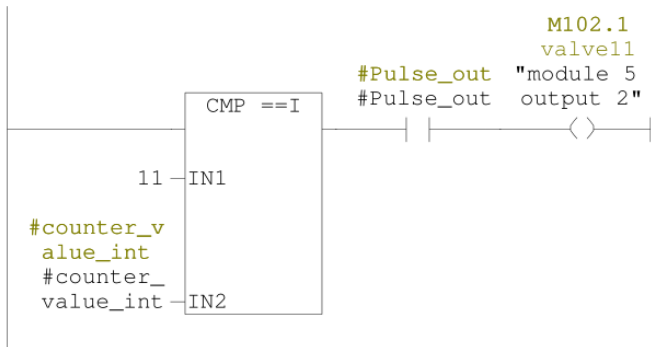 M102.1
valve11
#Pulse_out "module 5
#Pulse_out output 2"
CMP ==I
11 IN1
#counter_v
alue_int
#counter_
value_int IN2